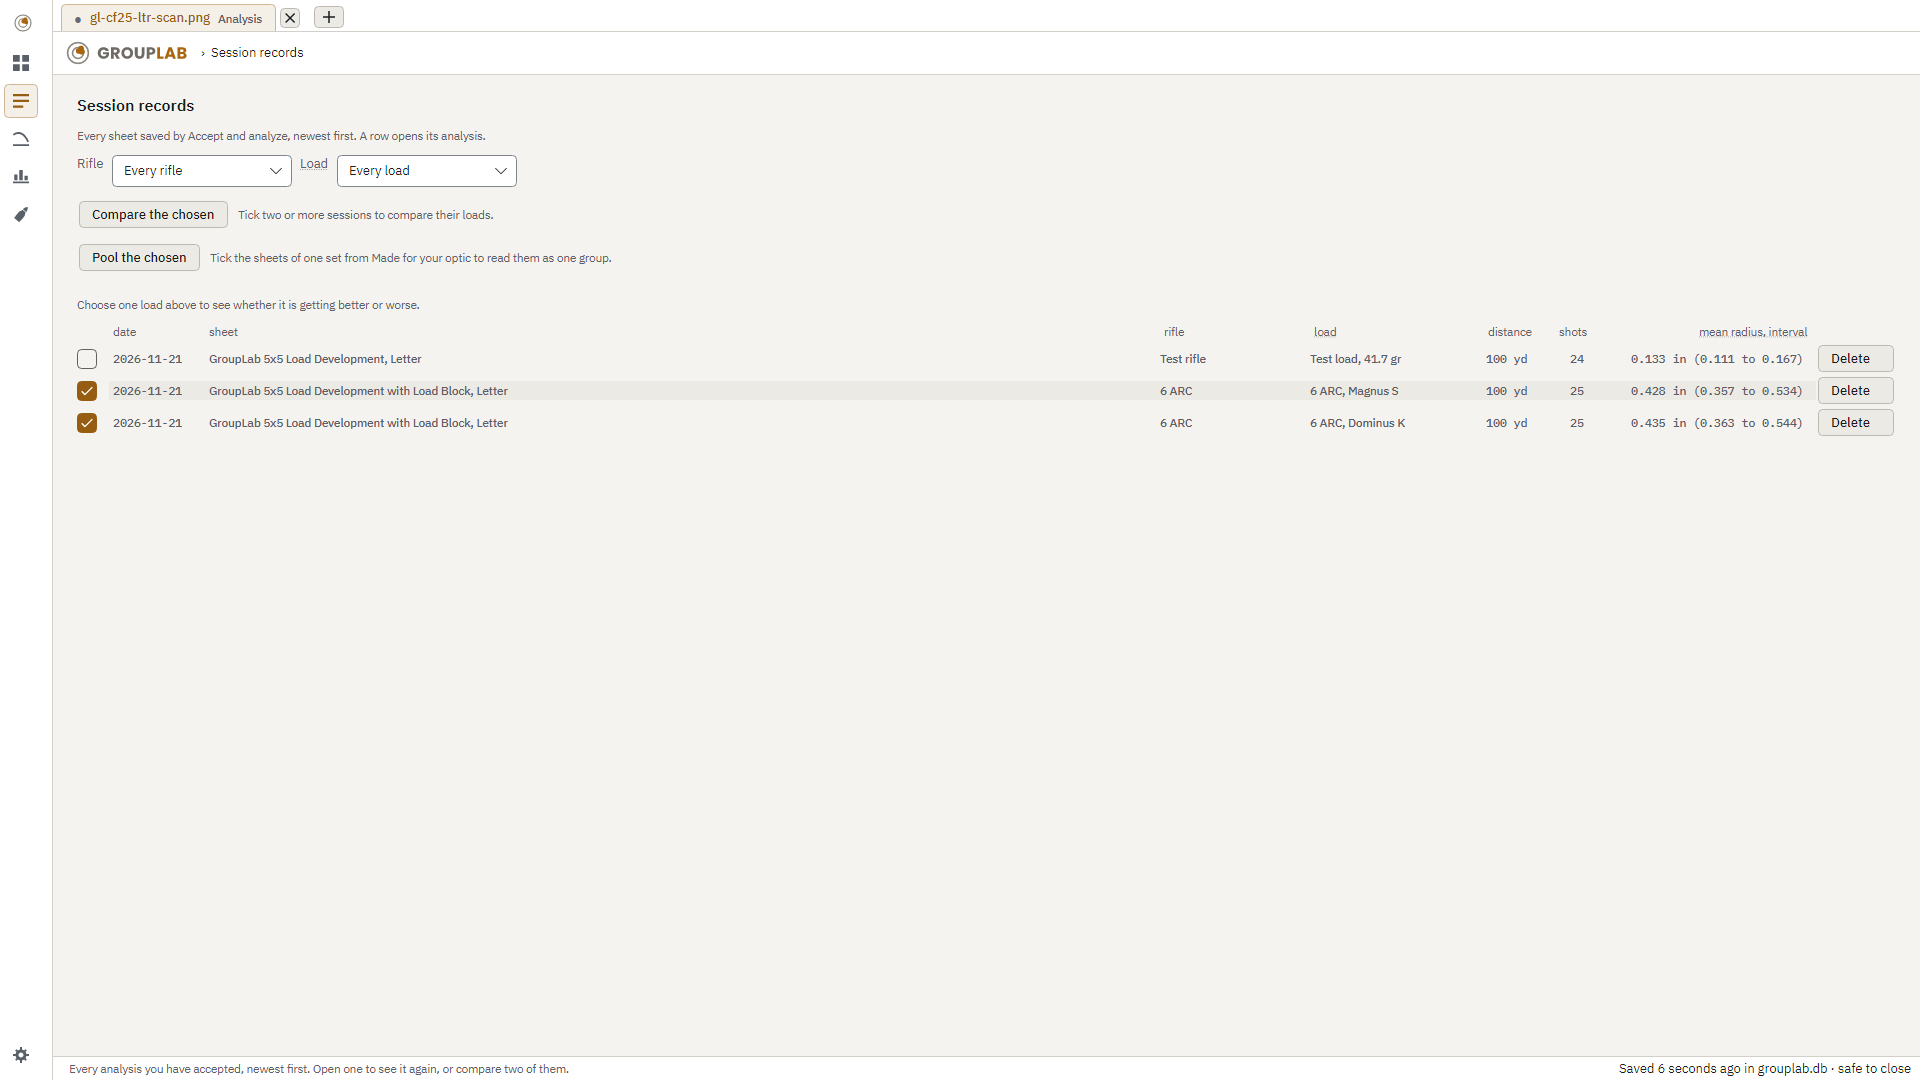 gl-cf25-ltr-scan.png Analysis
GROUPLAB › Session records
Session records
Every sheet saved by Accept and analyze, newest first. A row opens its analysis.
Rifle Every rifle Load Every load
Compare the chosen Tick two or more sessions to compare their loads.
Pool the chosen Tick the sheets of one set from Made for your optic to read them as one group.
Choose one load above to see whether it is getting better or worse.
date sheet rifle load distance shots mean radius, interval
2026-11-21 GroupLab 5x5 Load Development, Letter Test rifle Test load, 41.7 gr 100 yd 24 0.133 in (0.111 to 0.167) Delete
2026-11-21 GroupLab 5x5 Load Development with Load Block, Letter 6 ARC 6 ARC, Magnus S 100 yd 25 0.428 in (0.357 to 0.534) Delete
2026-11-21 GroupLab 5x5 Load Development with Load Block, Letter 6 ARC 6 ARC, Dominus K 100 yd 25 0.435 in (0.363 to 0.544) Delete
Every analysis you have accepted, newest first. Open one to see it again, or compare two of them. Saved 6 seconds ago in grouplab.db · safe to close